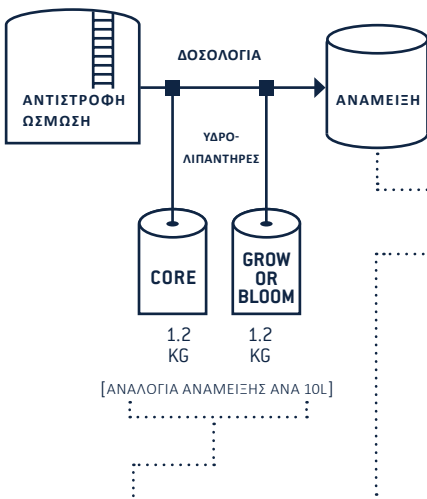 ΔΟΣΟΛΟΓΙΑ
ΑΝΤΙΣΤΡΟΦΗ
ΩΣΜΩΣΗ
ΑΝΑΜΕΙΞΗ
ΥΔΡΟ-
ΛΙΠΑΝΤΗΡΕΣ
CORE
GROW
OR
BLOOM
1.2
KG
1.2
KG
[ΑΝΑΛΟΓΙΑ ΑΝΑΜΕΙΞΗΣ ΑΝΑ 10L]